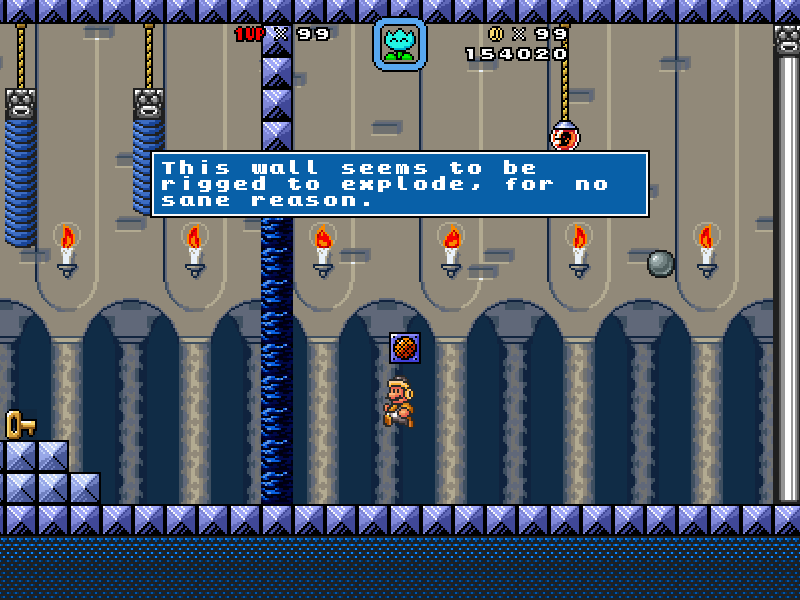 1UP × 99
× 99
154020
This wall seems to be
rigged to explode, for no
sane reason.